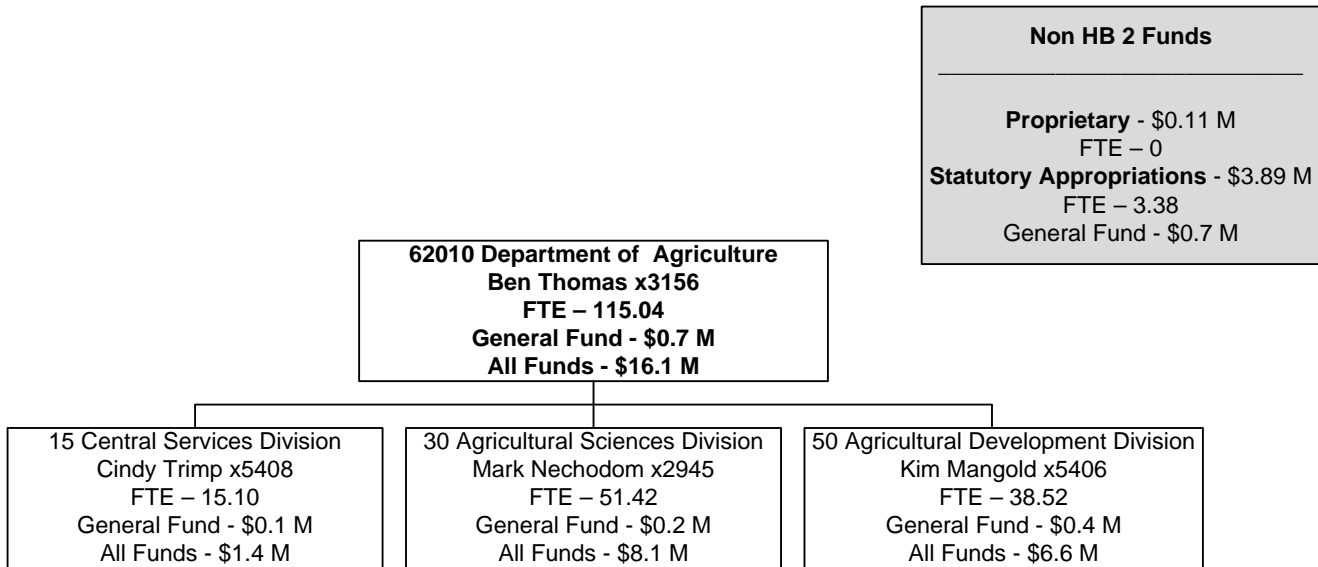 Non HB 2 Funds
Proprietary - $0.11 M
FTE – 0
Statutory Appropriations - $3.89 M
FTE – 3.38
General Fund - $0.7 M
62010 Department of Agriculture
Ben Thomas x3156
FTE – 115.04
General Fund - $0.7 M
All Funds - $16.1 M
15 Central Services Division
Cindy Trimp x5408
FTE – 15.10
General Fund - $0.1 M
All Funds - $1.4 M
30 Agricultural Sciences Division
Mark Nechodom x2945
FTE – 51.42
General Fund - $0.2 M
All Funds - $8.1 M
50 Agricultural Development Division
Kim Mangold x5406
FTE – 38.52
General Fund - $0.4 M
All Funds - $6.6 M